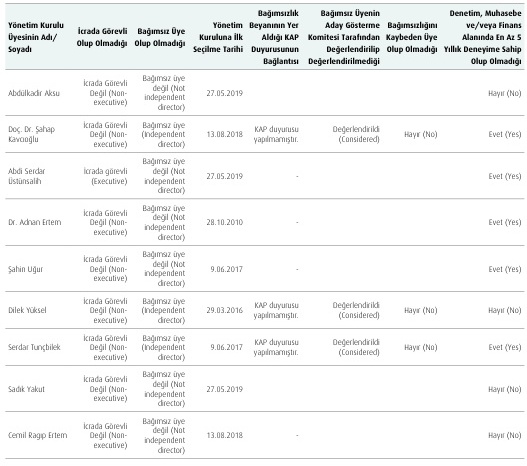 Yönetim Kurulu Üyesinin Adı/ Soyadı | İcrada Görevli Olup Olmadığı | Bağımsız Üye Olup Olmadığı | Yönetim Kuruluna İlk Seçilme Tarihi | Bağımsızlık Beyanının Yer Aldığı KAP Duyurusunun Bağlantısı | Bağımsız Üyenin Aday Gösterme Komitesi Tarafından Değerlendirilip Değerlendirilmediği | Bağımsızlığını Kaybeden Üye Olup Olmadığı | Denetim, Muhasebe ve/veya Finans Alanında En Az 5 Yıllık Deneyime Sahip Olup Olmadığı
Abdülkadir Aksu | İcrada Görevli Değil (Non-executive) | Bağımsız üye değil (Not independent director) | 27.05.2019 | Hayır (No)
Doç. Dr. Şahap Kavcıoğlu | İcrada Görevli Değil (Non-executive) | Bağımsız üye (Independent director) | 13.08.2018 | KAP duyurusu yapılmamıştır. | Değerlendirildi (Considered) | Hayır (No) | Evet (Yes)
Abdi Serdar Üstünsalih | İcrada görevli (Executive) | Bağımsız üye değil (Not independent director) | 27.05.2019 | - | Evet (Yes)
Dr. Adnan Ertem | İcrada Görevli Değil (Non-executive) | Bağımsız üye değil (Not independent director) | 28.10.2010 | - | Evet (Yes)
Şahin Uğur | İcrada Görevli Değil (Non-executive) | Bağımsız üye değil (Not independent director) | 9.06.2017 | - | Evet (Yes)
Dilek Yüksel | İcrada Görevli Değil (Non-executive) | Bağımsız üye (Independent director) | 29.03.2016 | KAP duyurusu yapılmamıştır. | Değerlendirildi (Considered) | Hayır (No) | Hayır (No)
Serdar Tunçbilek | İcrada Görevli Değil (Non-executive) | Bağımsız üye (Independent director) | 9.06.2017 | KAP duyurusu yapılmamıştır. | Değerlendirildi (Considered) | Hayır (No) | Evet (Yes)
Sadık Yakut | İcrada Görevli Değil (Non-executive) | Bağımsız üye değil (Not independent director) | 27.05.2019 | Hayır (No)
Cemil Ragıp Ertem | İcrada Görevli Değil (Non-executive) | Bağımsız üye değil (Not independent director) | 13.08.2018 | - | Hayır (No)